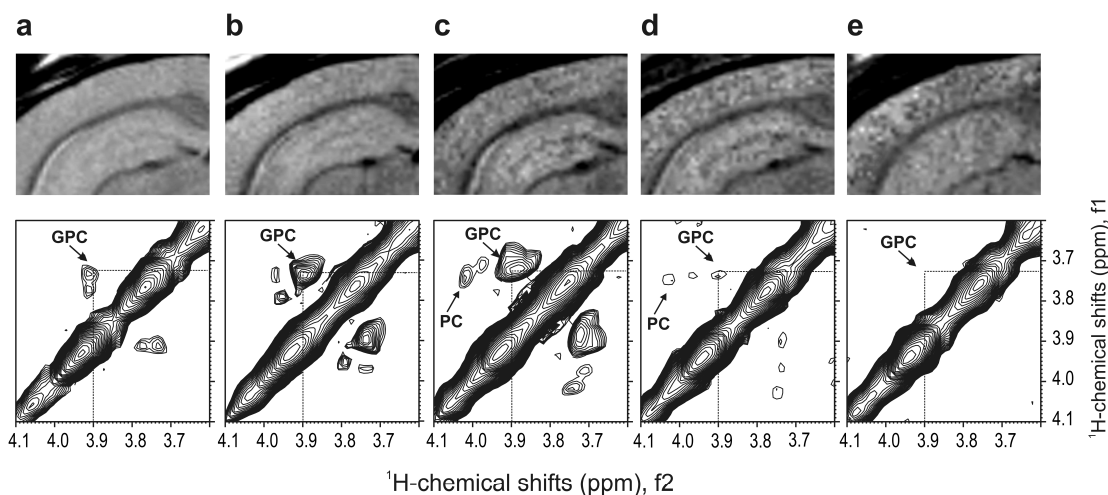 a b c d e
GPC GPC GPC GPC GPC
PC PC
3.7
3.8
3.9
4.0
4.1
4.1 4.0 3.9 3.8 3.7 4.1 4.0 3.9 3.8 3.7 4.1 4.0 3.9 3.8 3.7 4.1 4.0 3.9 3.8 3.7 4.1 4.0 3.9 3.8 3.7
¹H-chemical shifts (ppm), f1
¹H-chemical shifts (ppm), f2